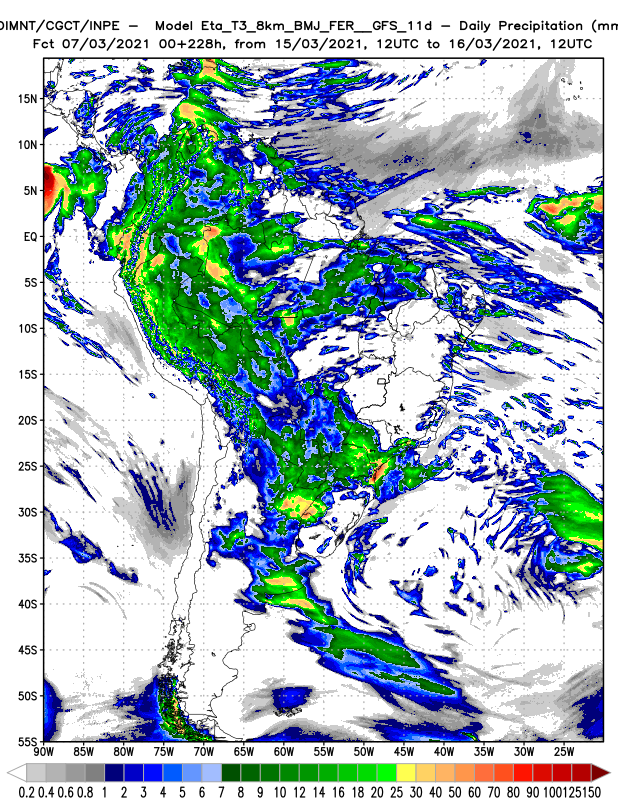 DIMNT/CGCT/INPE - Model Eta_T3_8km_BMJ_FER__GFS_11d - Daily Precipitation (mm
Fct 07/03/2021 00+228h, from 15/03/2021, 12UTC to 16/03/2021, 12UTC
15N
10N
5N
EQ
5S
10S
15S
20S
25S
30S
35S
40S
45S
50S
55S
90W 85W 80W 75W 70W 65W 60W 55W 50W 45W 40W 35W 30W 25W
0.2 0.4 0.6 0.8 1 2 3 4 5 6 7 8 9 10 12 14 16 18 20 25 30 40 50 60 70 80 90 100 125 150